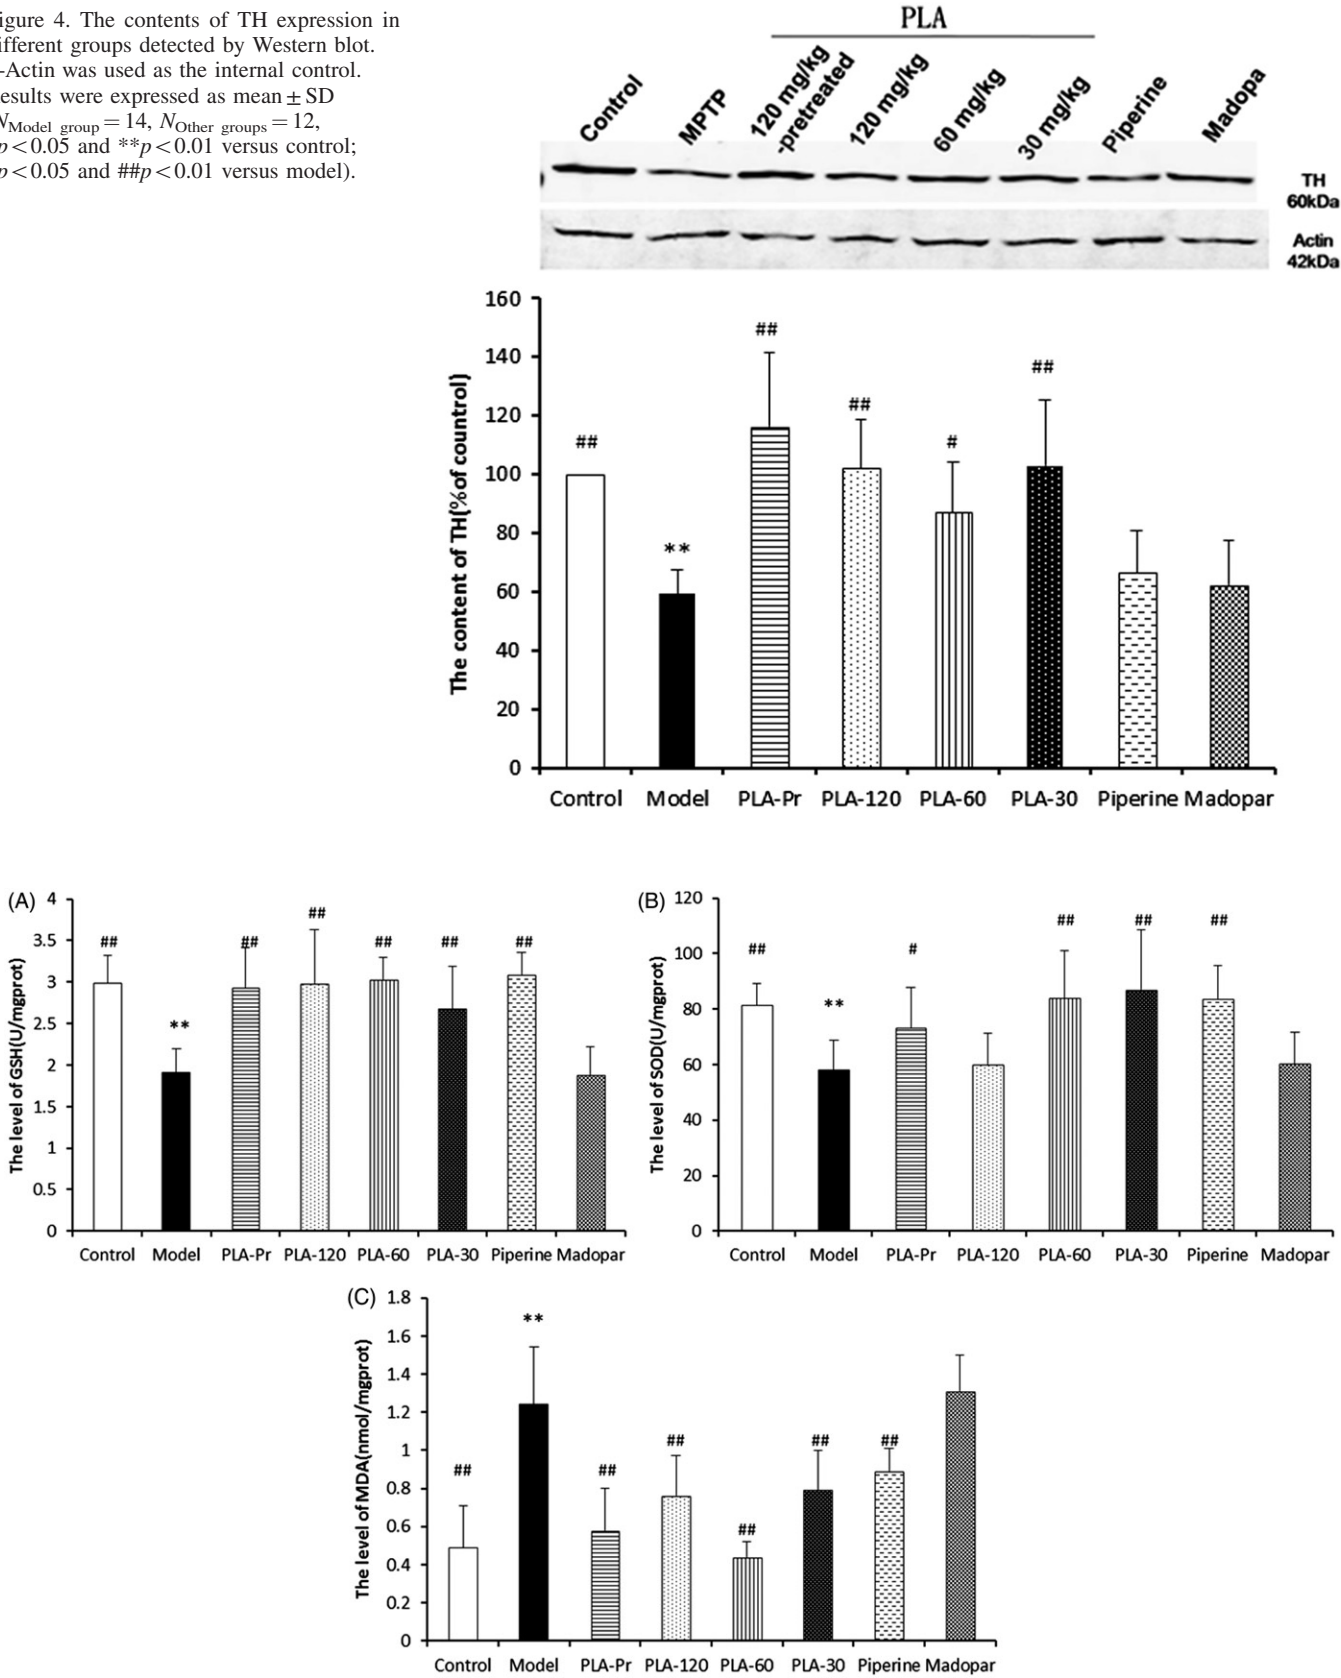 igure 4. The contents of TH expression in
ifferent groups detected by Western blot.
-Actin was used as the internal control.
esults were expressed as mean ± SD
NModel group = 14, NOther groups = 12,
p < 0.05 and **p < 0.01 versus control;
p < 0.05 and ##p < 0.01 versus model).
PLA
Control
MPTP
120 mg/kg
-pretreated
120 mg/kg
60 mg/kg
30 mg/kg
Piperine
Madopa
TH
60kDa
Actin
42kDa
The content of TH(%of countrol)
160
140
120
100
80
60
40
20
0
##
**
##
##
#
##
Control Model PLA-Pr PLA-120 PLA-60 PLA-30 Piperine Madopar
(A)
The level of GSH(U/mgprot)
4
3.5
3
2.5
2
1.5
1
0.5
0
##
**
##
##
##
##
##
Control Model PLA-Pr PLA-120 PLA-60 PLA-30 Piperine Madopar
(B)
The level of SOD(U/mgprot)
120
100
80
60
40
20
0
##
**
#
##
##
##
Control Model PLA-Pr PLA-120 PLA-60 PLA-30 Piperine Madopar
(C)
The level of MDA(nmol/mgprot)
1.8
1.6
1.4
1.2
1
0.8
0.6
0.4
0.2
0
##
**
##
##
##
##
##
Control Model PLA-Pr PLA-120 PLA-60 PLA-30 Piperine Madopar